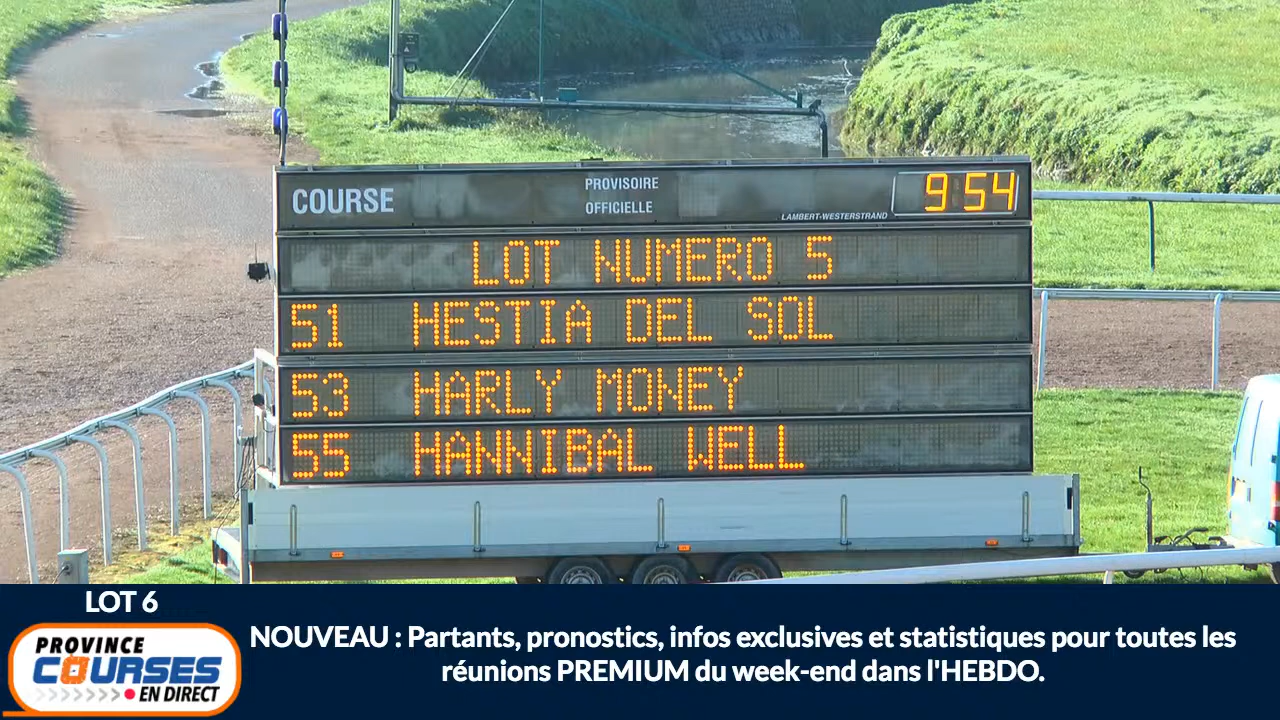 COURSE
PROVISOIRE
OFFICIELLE
LAMBERT-WESTERSTRAND
9 54
LOT NUMERO 5
51 HESTIA DEL SOL
53 HARLY MONEY
55 HANNIBAL WELL
LOT 6
PROVINCE
COURSES
EN DIRECT
NOUVEAU : Partants, pronostics, infos exclusives et statistiques pour toutes les
réunions PREMIUM du week-end dans l'HEBDO.